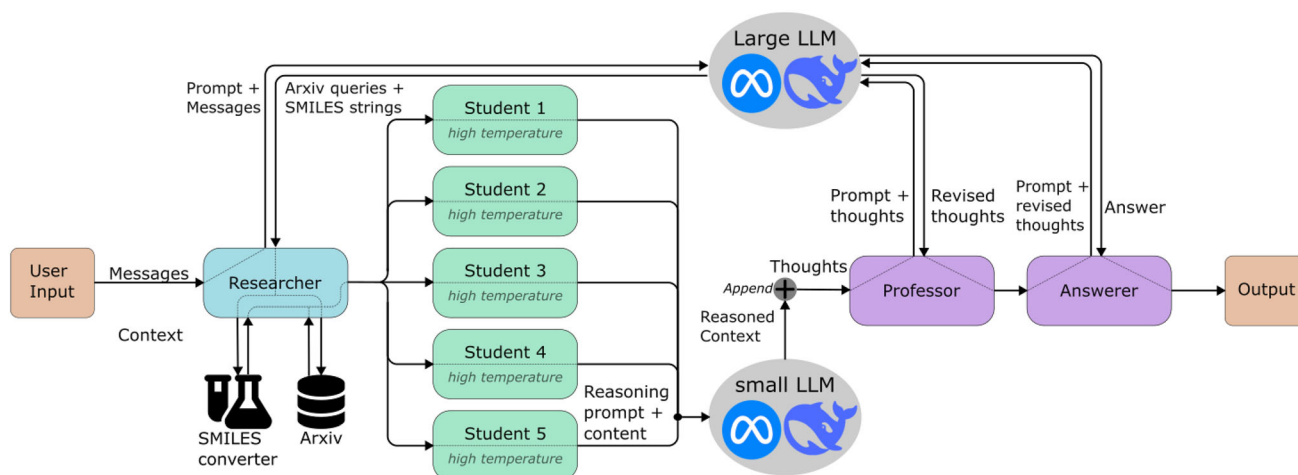 Large LLM
Prompt +
Messages
Arxiv queries +
SMILES strings
Student 1
high temperature
Student 2
high temperature
Student 3
high temperature
Student 4
high temperature
Student 5
high temperature
User
Input
Messages
Researcher
Context
SMILES
converter
Arxiv
Reasoning
prompt +
content
small LLM
Reasoned
Context
Append
Thoughts
Prompt +
thoughts
Revised
thoughts
Professor
Prompt +
revised
thoughts
Answer
Answerer
Output